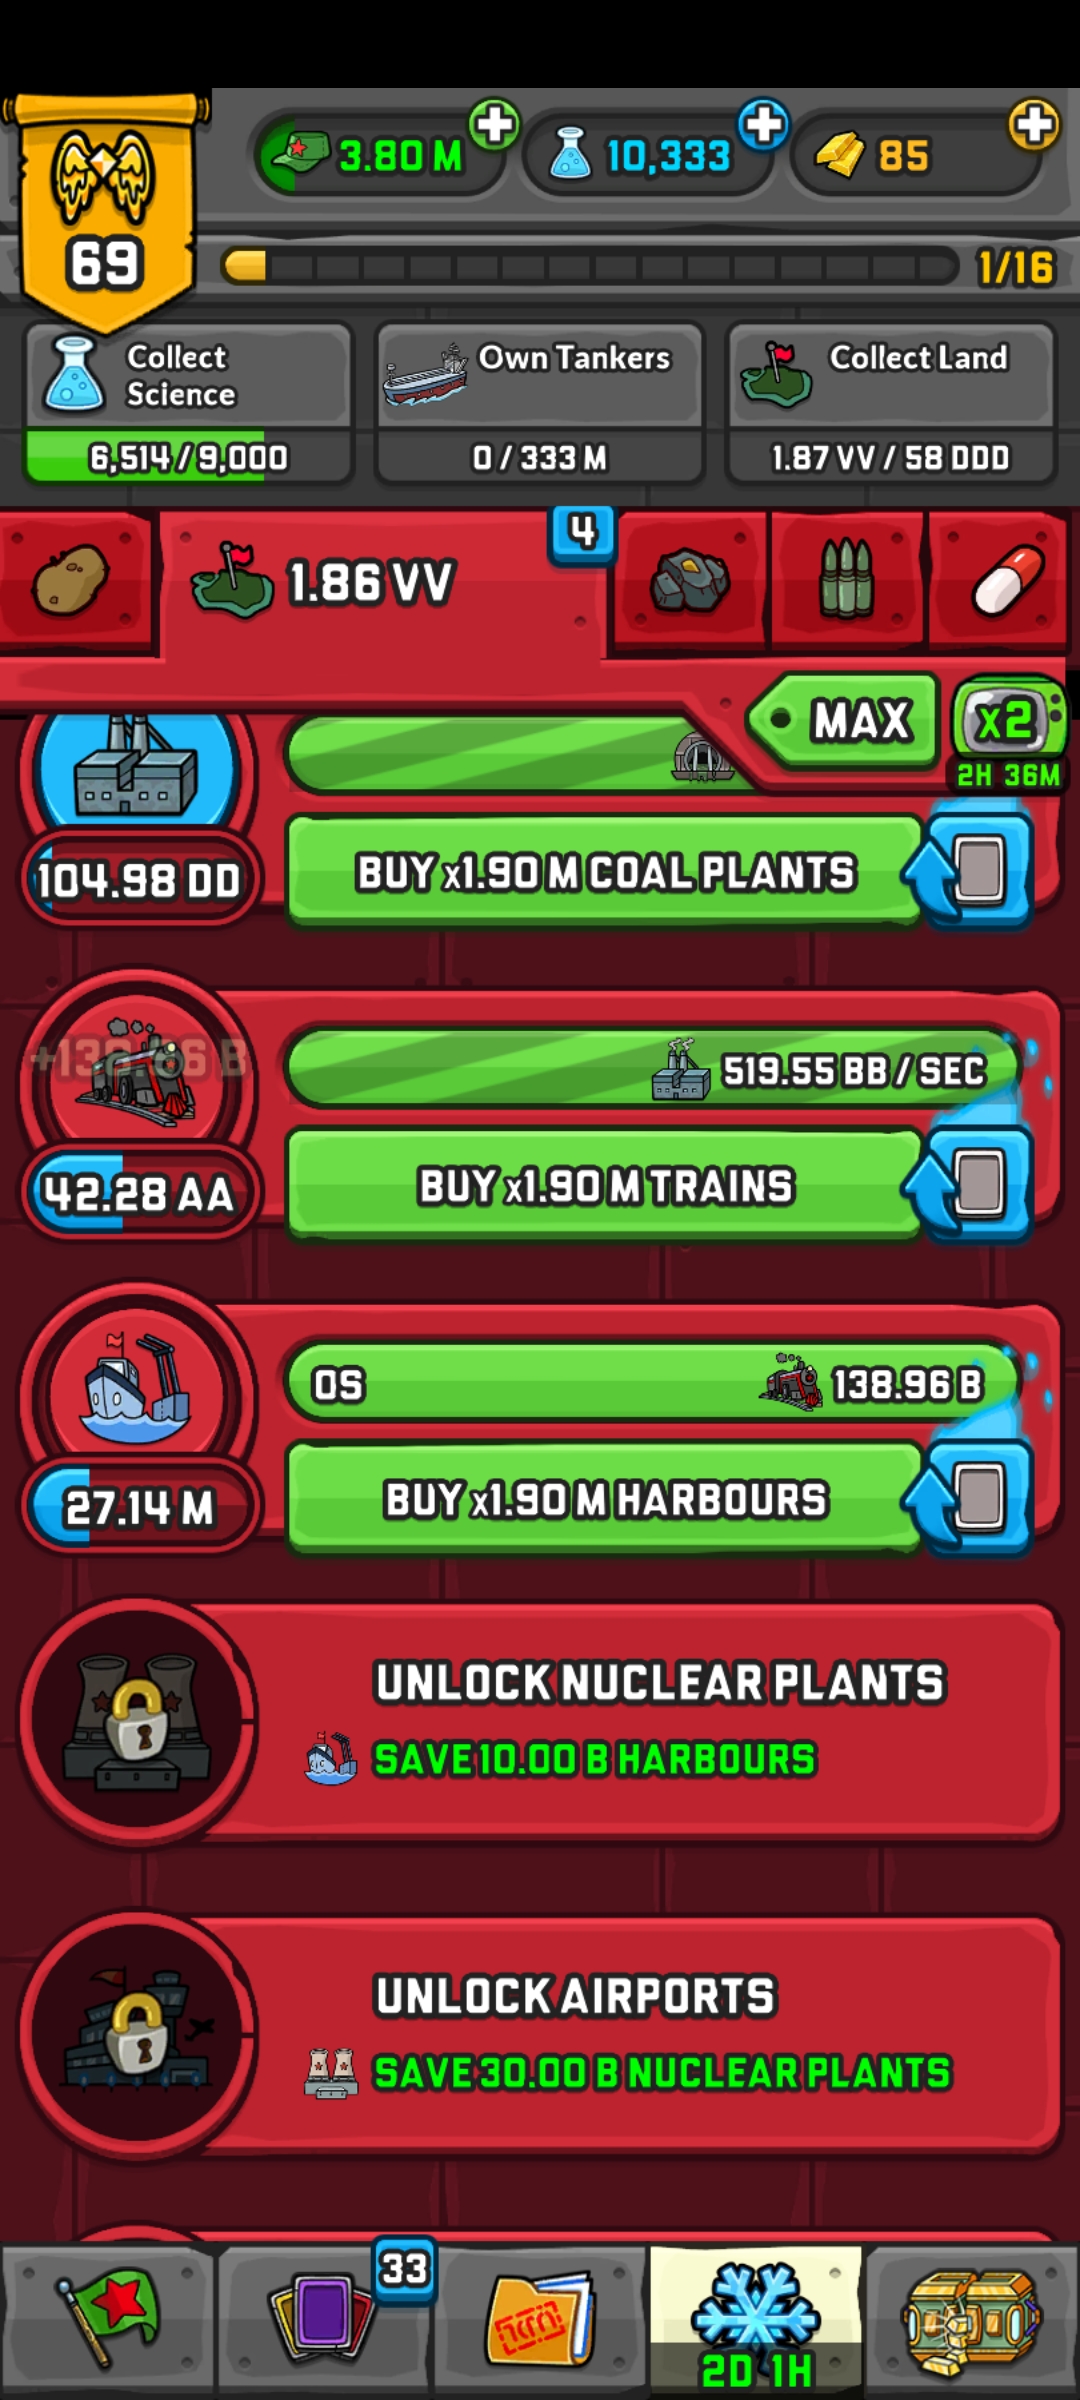 3.80 M
10,333
85
69
1/16
Collect Science
Own Tankers
Collect Land
6,514 / 9,000
0 / 333 M
1.87 VV / 58 DDD
4
1.86 VV
MAX
x2
2H 36M
104.98 DD
BUY x1.90 M COAL PLANTS
519.55 BB / SEC
42.28 AA
BUY x1.90 M TRAINS
0S
138.96 B
27.14 M
BUY x1.90 M HARBOURS
UNLOCK NUCLEAR PLANTS
SAVE 10.00 B HARBOURS
UNLOCK AIRPORTS
SAVE 30.00 B NUCLEAR PLANTS
33
2D 1H